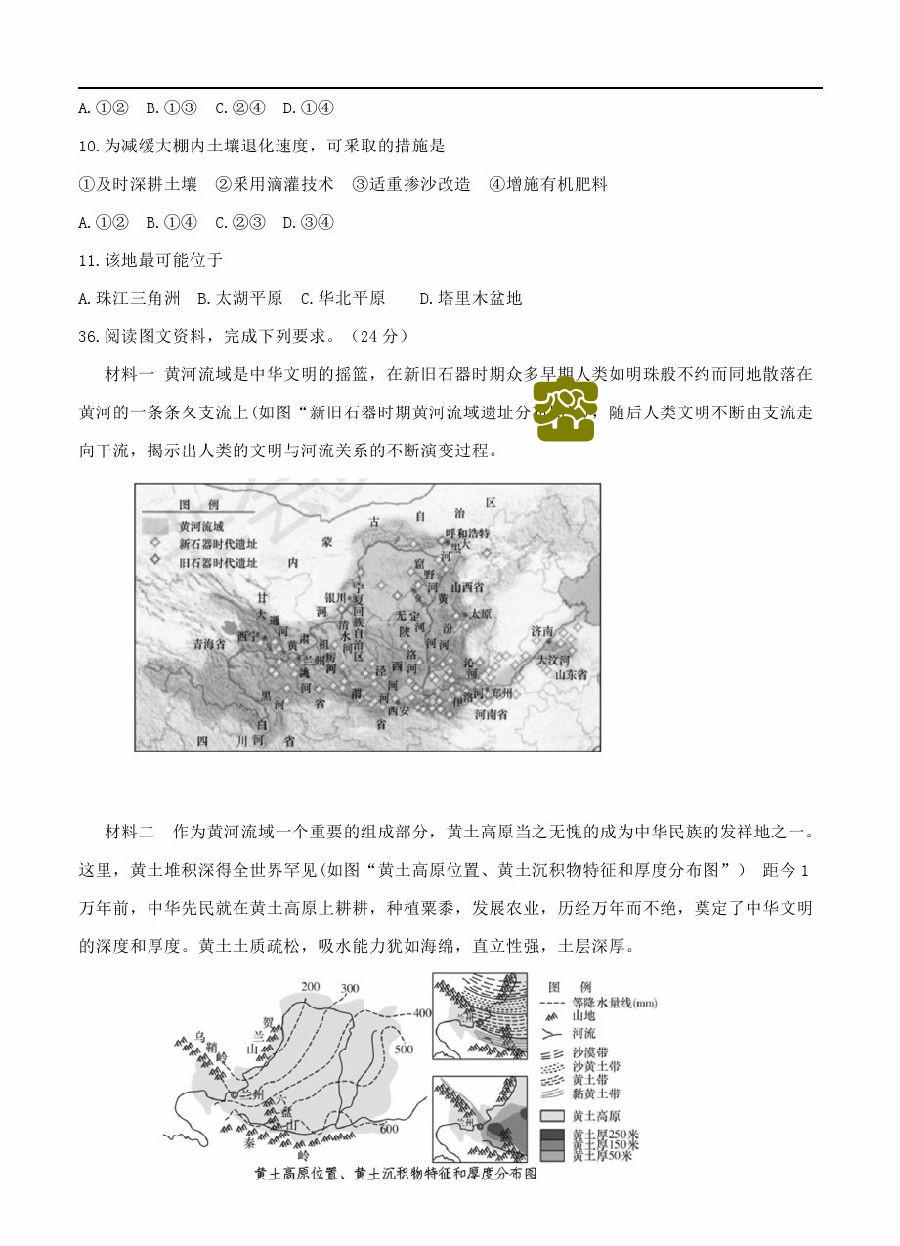 A.①② B.①③ C.②④ D.①④
10.为减缓大棚内土壤退化速度，可采取的措施是
①及时深耕土壤 ②采用滴灌技术 ③适重掺沙改造 ④增施有机肥料
A.①② B.①④ C.②③ D.③④
11.该地最可能位于
A.珠江三角洲 B.太湖平原 C.华北平原 D.塔里木盆地
36.阅读图文资料，完成下列要求。（24分）
材料一 黄河流域是中华文明的摇篮，在新旧石器时期众多早期人类如明珠般不约而同地散落在
黄河的一条条久支流上(如图“新旧石器时期黄河流域遗址分 ，随后人类文明不断由支流走
向干流，揭示出人类的文明与河流关系的不断演变过程。
图 例
黄河流域
新石器时代遗址
旧石器时代遗址
内 蒙 古 自 治 区
呼和浩特
大黑河
窟野河
山西省
黄河
银川
宁夏回族自治区
清水河
无定河
太原
汾河
陕西省
甘肃省
大通河
西宁
青海省
黄河
兰州
祖厉河
洮河
洛河
泾河
渭河
西安
沁河
伊洛河
郑州
河南省
济南
大汶河
山东省
黑河
白河
四川省
材料二 作为黄河流域一个重要的组成部分，黄土高原当之无愧的成为中华民族的发祥地之一。
这里，黄土堆积深得全世界罕见(如图“黄土高原位置、黄土沉积物特征和厚度分布图”） 距今1
万年前，中华先民就在黄土高原上耕耕，种植粟黍，发展农业，历经万年而不绝，奠定了中华文明
的深度和厚度。黄土土质疏松，吸水能力犹如海绵，直立性强，土层深厚。
200
300
400
500
600
乌鞘岭
贺兰山
兰州
六盘山
秦岭
兰州
兰州
图 例
等降水量线(mm)
山地
河流
沙漠带
沙黄土带
黄土带
黏黄土带
黄土高原
黄土厚250米
黄土厚150米
黄土厚50米
黄土高原位置、黄土沉积物特征和厚度分布图